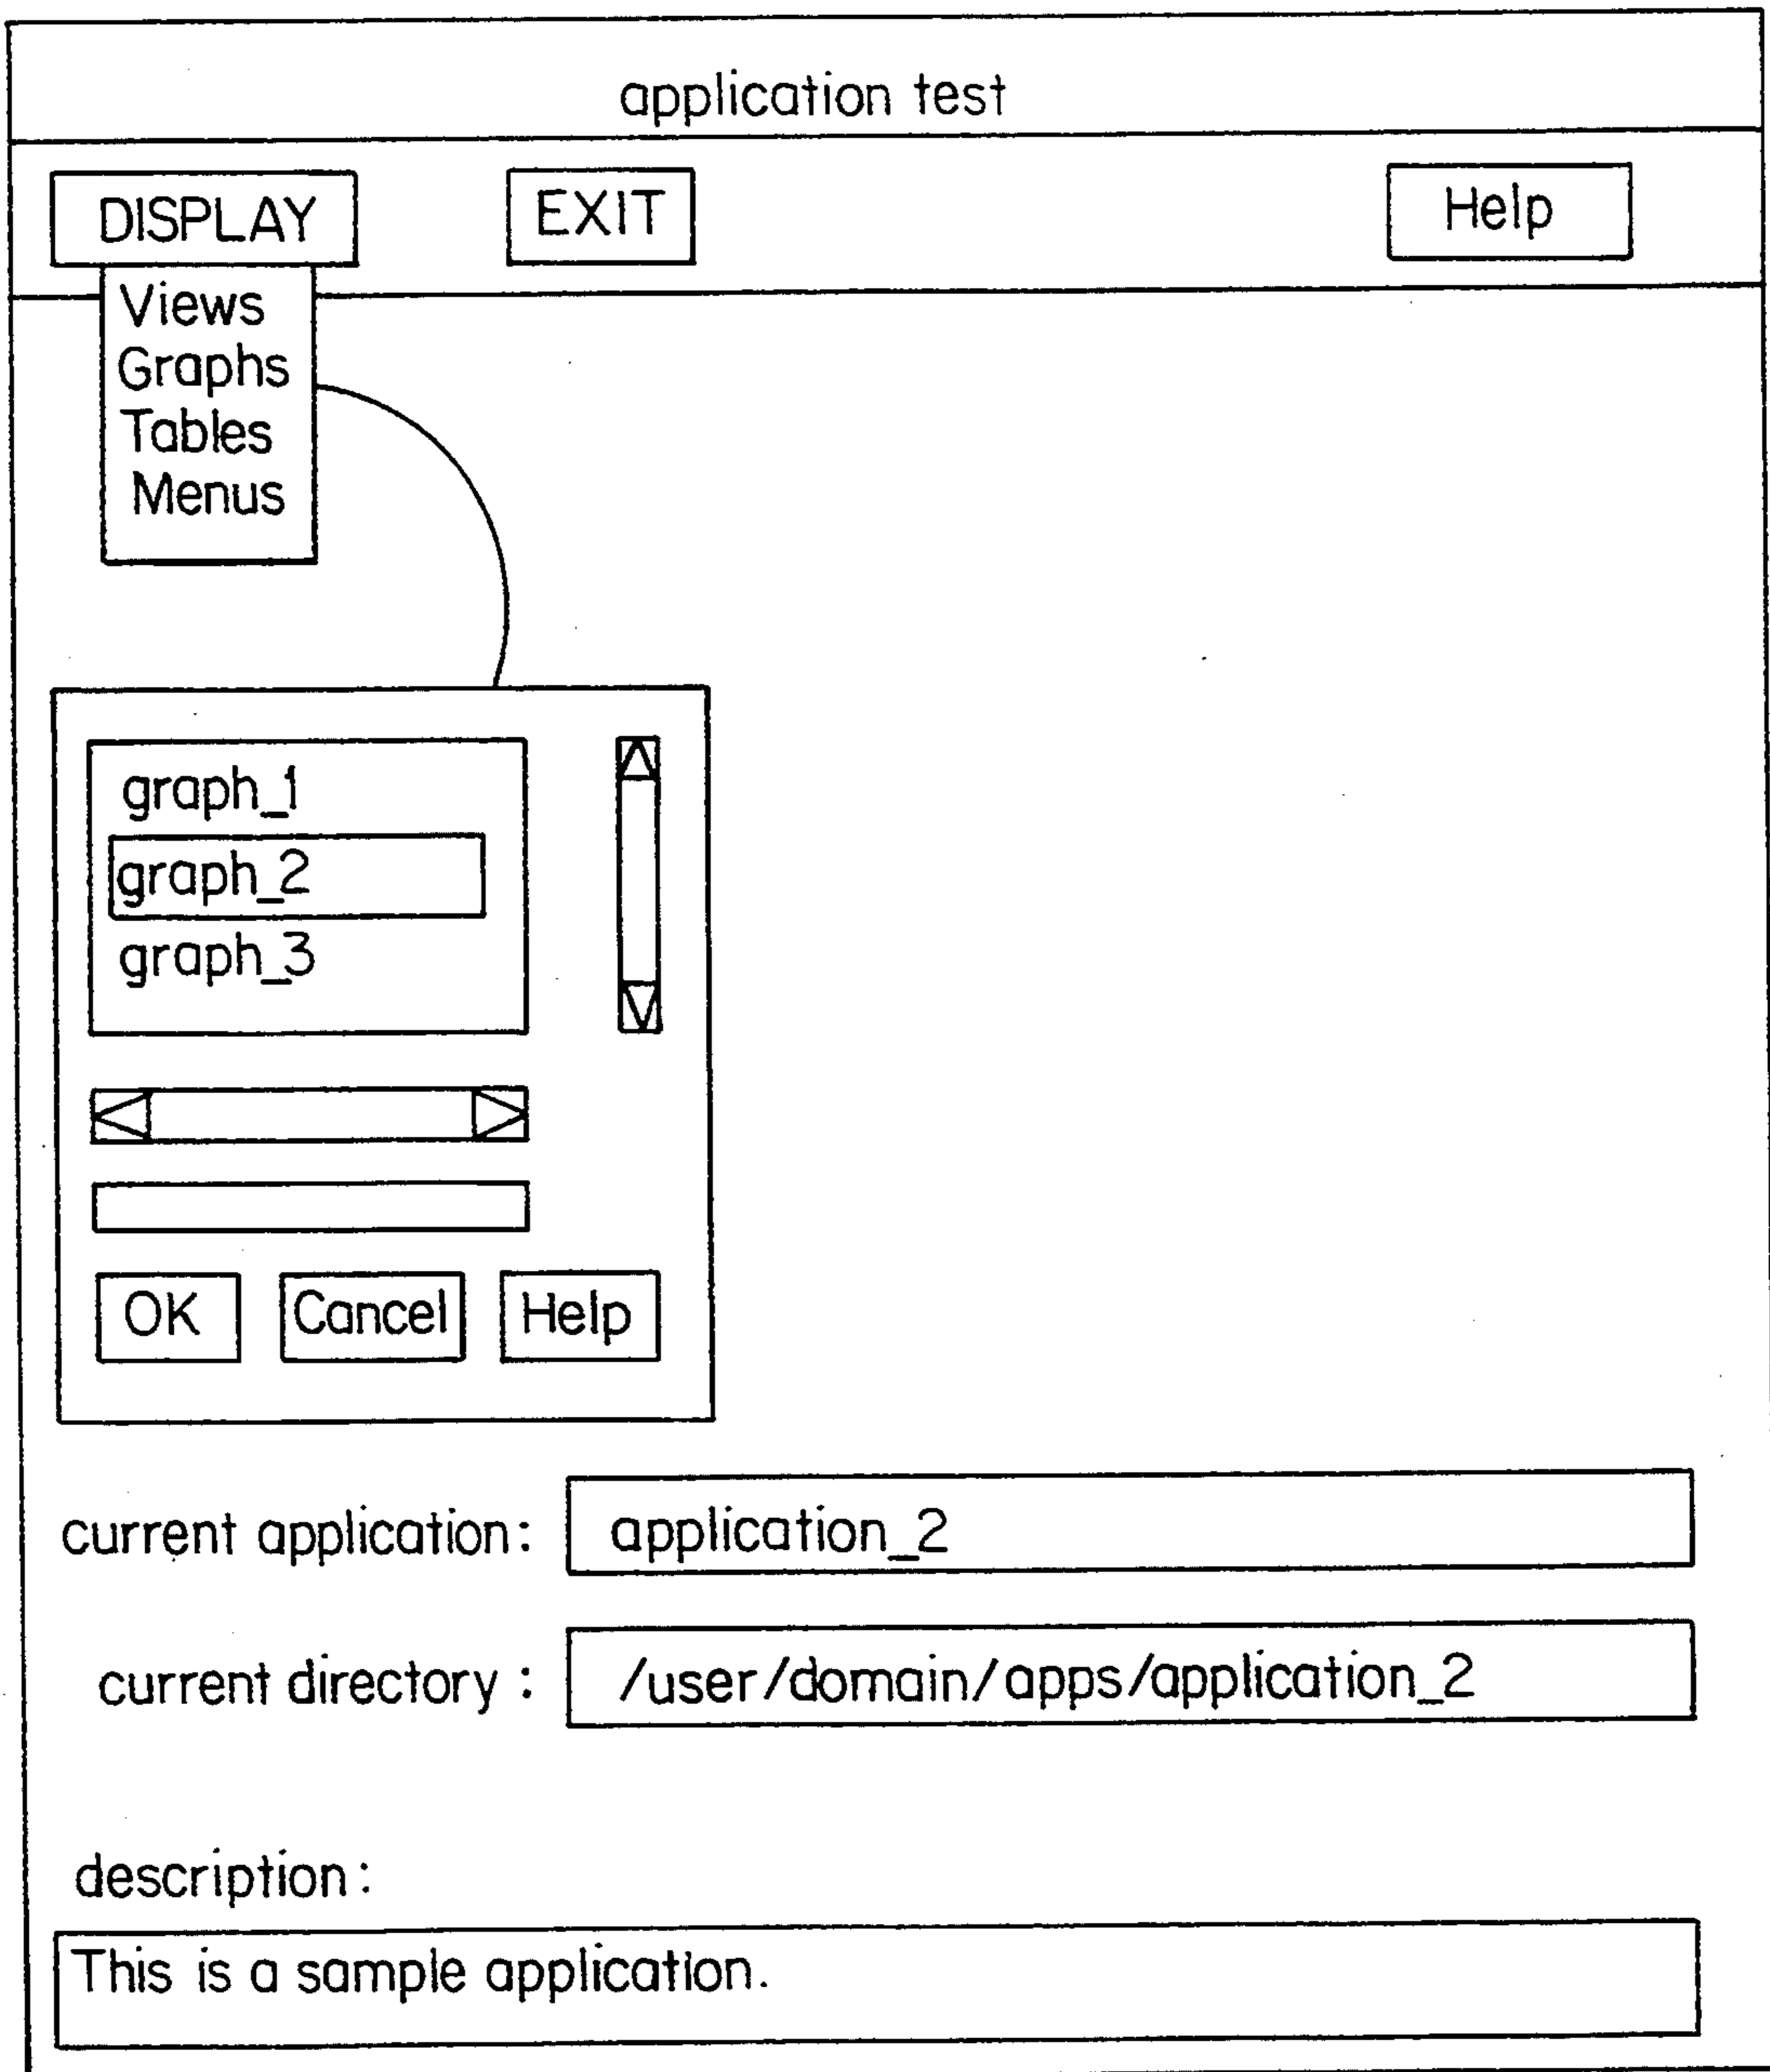 application test
DISPLAY EXIT Help
Views
Graphs
Tables
Menus
graph_1
graph_2
graph_3
OK Cancel Help
current application: application_2
current directory : /user/domain/apps/application_2
description:
This is a sample application.